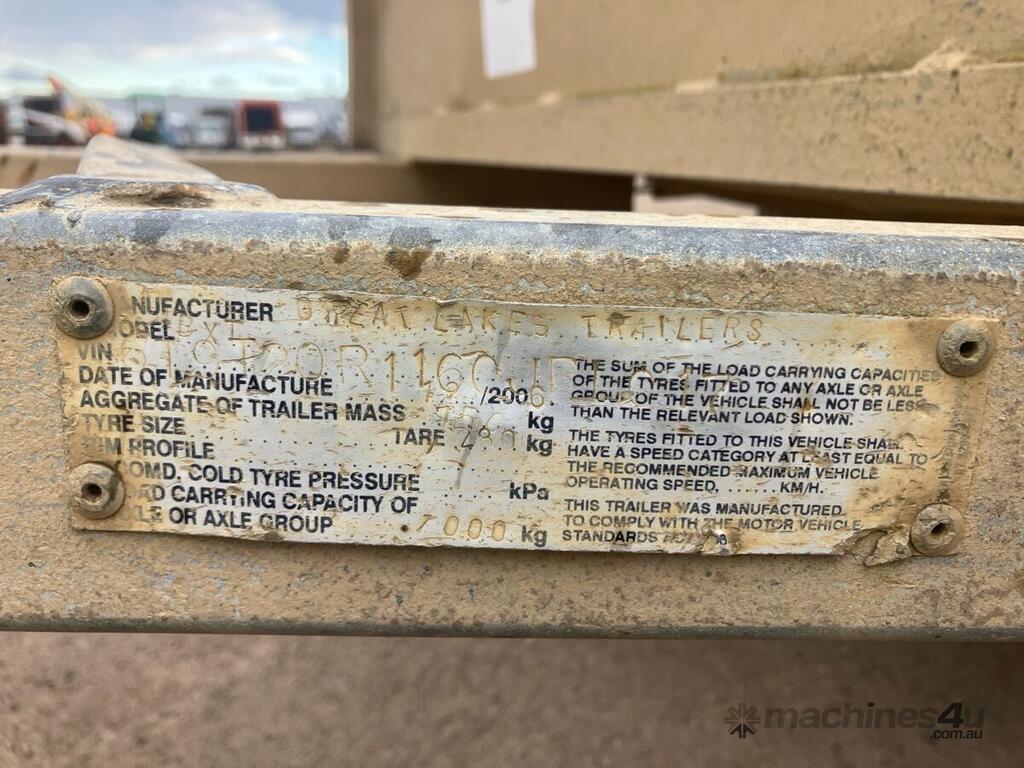 NUFACTURER GREAT LAKES TRAILERS
ODEL
VIN
DATE OF MANUFACTURE /2006
AGGREGATE OF TRAILER MASS kg
TYRE SIZE TARE 280 kg
IM PROFILE
OMD. COLD TYRE PRESSURE kPa
AD CARRYING CAPACITY OF
LE OR AXLE GROUP 1000 kg
THE SUM OF THE LOAD CARRYING CAPACITIES
OF THE TYRES FITTED TO ANY AXLE OR AXLE
GROUP OF THE VEHICLE SHALL NOT BE LESS
THAN THE RELEVANT LOAD SHOWN.
THE TYRES FITTED TO THIS VEHICLE SHALL
HAVE A SPEED CATEGORY AT LEAST EQUAL TO
THE RECOMMENDED MAXIMUM VEHICLE
OPERATING SPEED, ...... KM/H.
THIS TRAILER WAS MANUFACTURED
TO COMPLY WITH THE MOTOR VEHICLE
STANDARDS
machines4u
.com.au